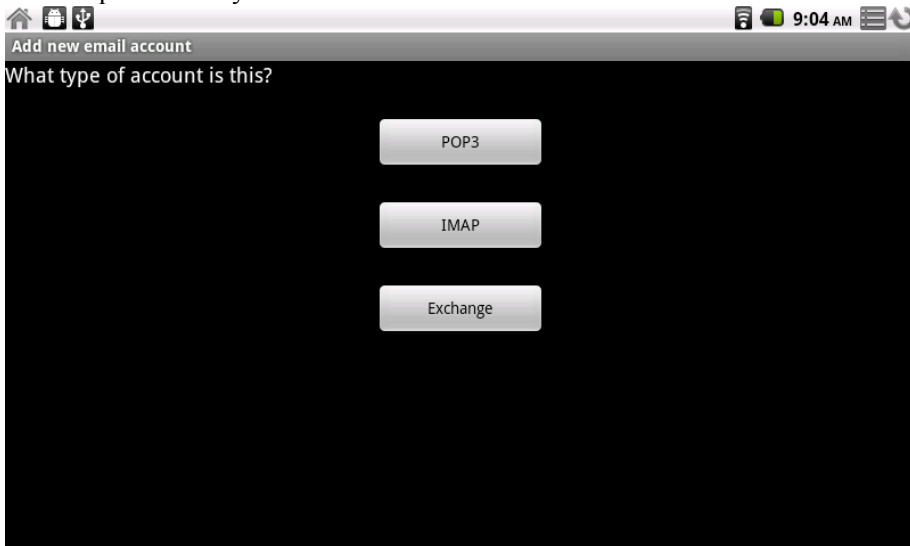 9:04 AM
Add new email account
What type of account is this?
POP3
IMAP
Exchange